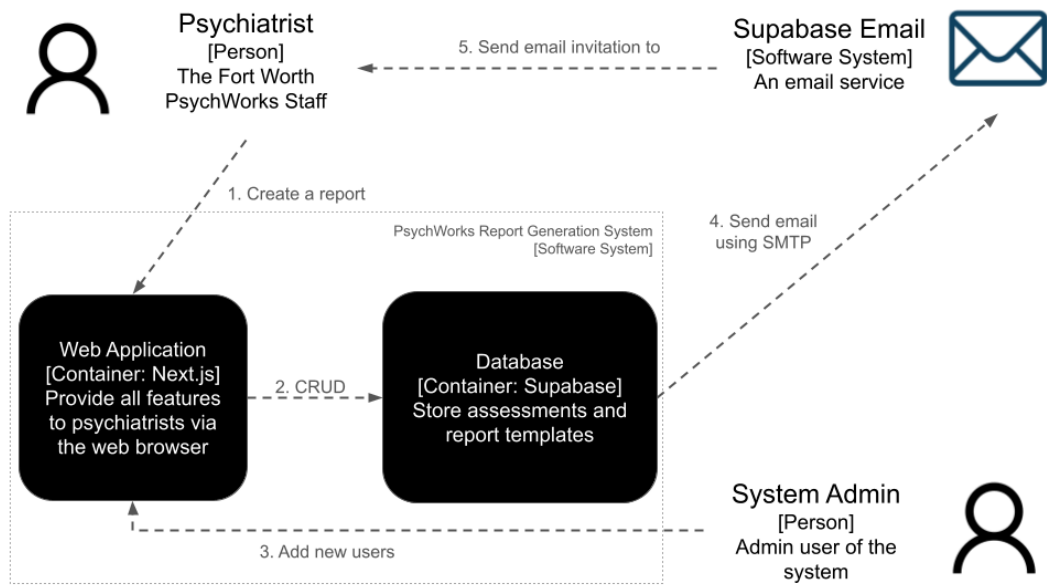 Psychiatrist
[Person]
The Fort Worth
PsychWorks Staff
5. Send email invitation to
Supabase Email
[Software System]
An email service
1. Create a report
4. Send email
using SMTP
PsychWorks Report Generation System
[Software System]
Web Application
[Container: Next.js]
Provide all features
to psychiatrists via
the web browser
2. CRUD
Database
[Container: Supabase]
Store assessments and
report templates
3. Add new users
System Admin
[Person]
Admin user of the
system